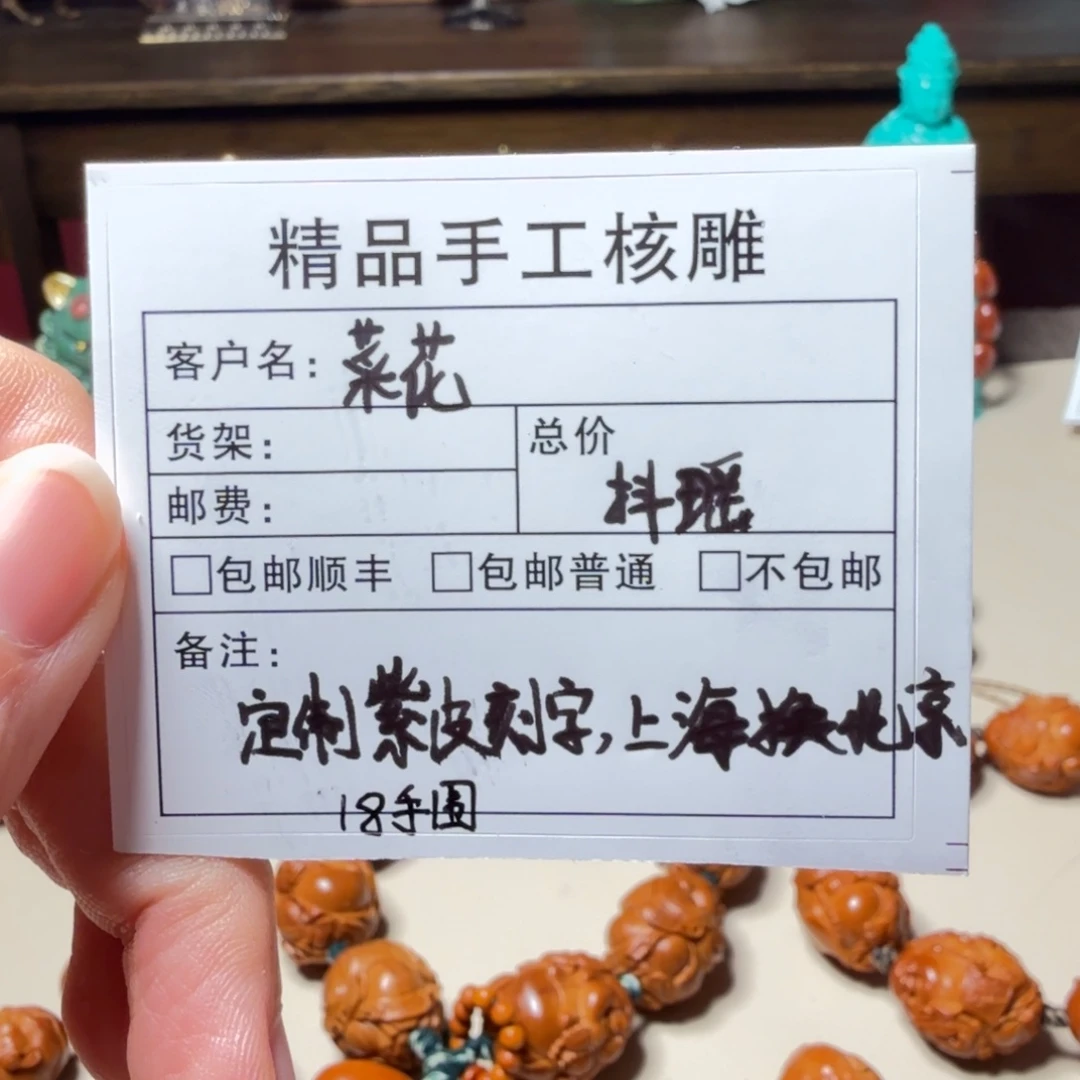 精品手工核雕
客户名：菜花
货架：
总价
抖瑶
邮费：
□包邮顺丰 □包邮普通 □不包邮
备注：
定制紫皮刻字，上海换北京
18手围